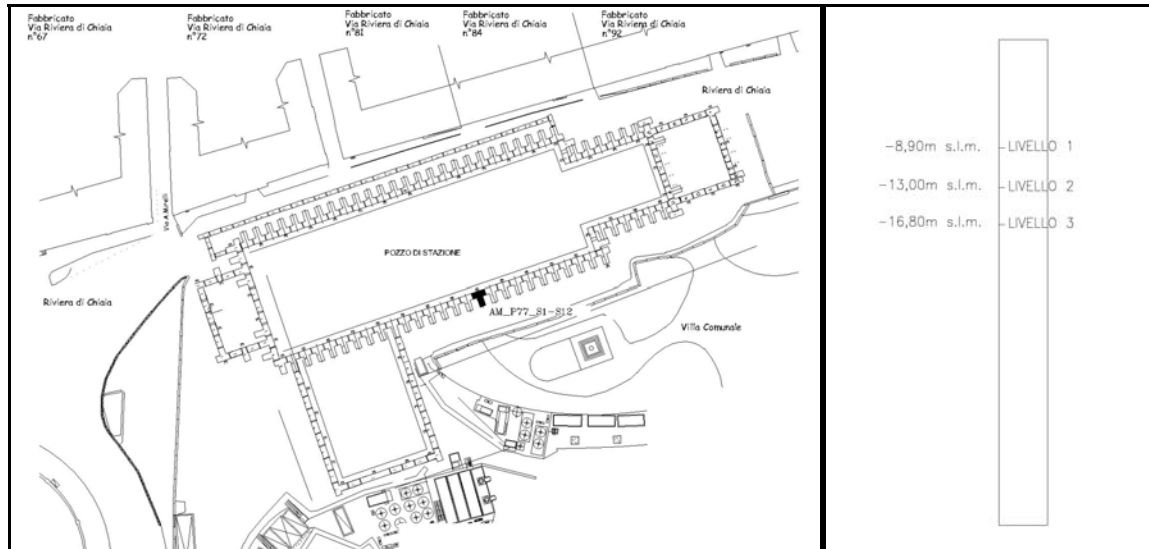 Fabbricato
Via Riviera di Chiaia
n°67
Fabbricato
Via Riviera di Chiaia
n°72
Fabbricato
Via Riviera di Chiaia
n°81
Fabbricato
Via Riviera di Chiaia
n°84
Fabbricato
Via Riviera di Chiaia
n°92
Riviera di Chiaia
Via A.Mirelli
POZZO DI STAZIONE
Riviera di Chiaia
AM_P77_S1-S12
Villa Comunale
-8,90m s.l.m. LIVELLO 1
-13,00m s.l.m. LIVELLO 2
-16,80m s.l.m. LIVELLO 3